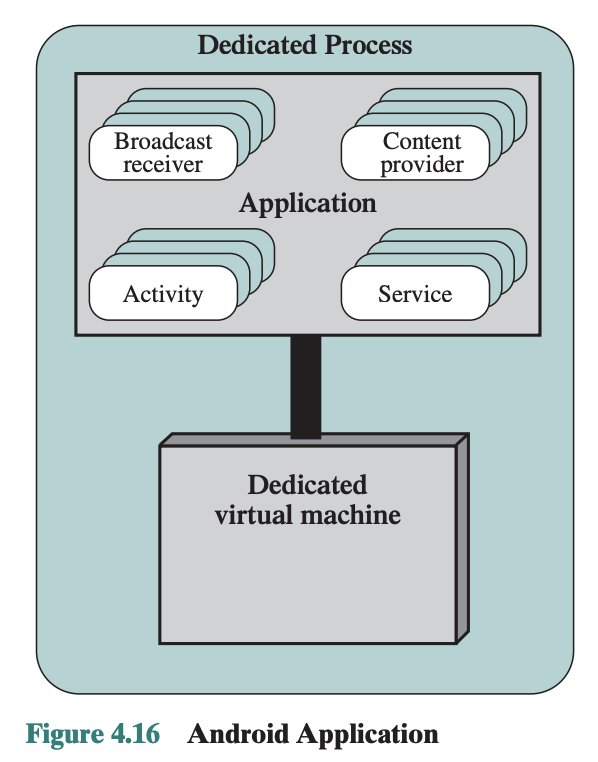 Dedicated Process
Broadcast
receiver
Content
provider
Application
Activity
Service
Dedicated
virtual machine
Figure 4.16 Android Application